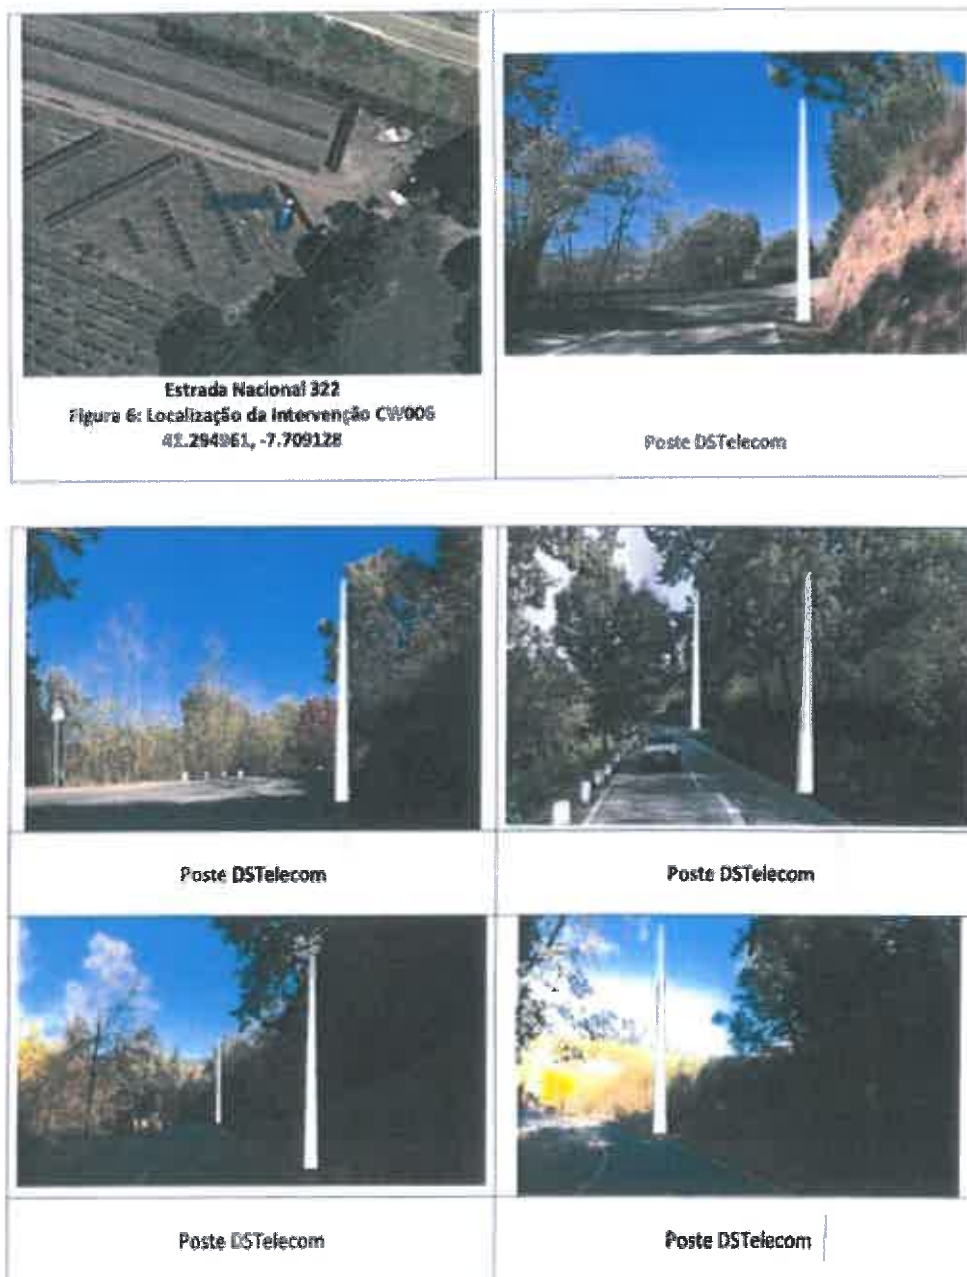 Estrada Nacional 322
Figura 6: Localização da Intervenção CW006
41.294961, -7.709128
Poste DSTelecom
Poste DSTelecom
Poste DSTelecom
Poste DSTelecom
Poste DSTelecom